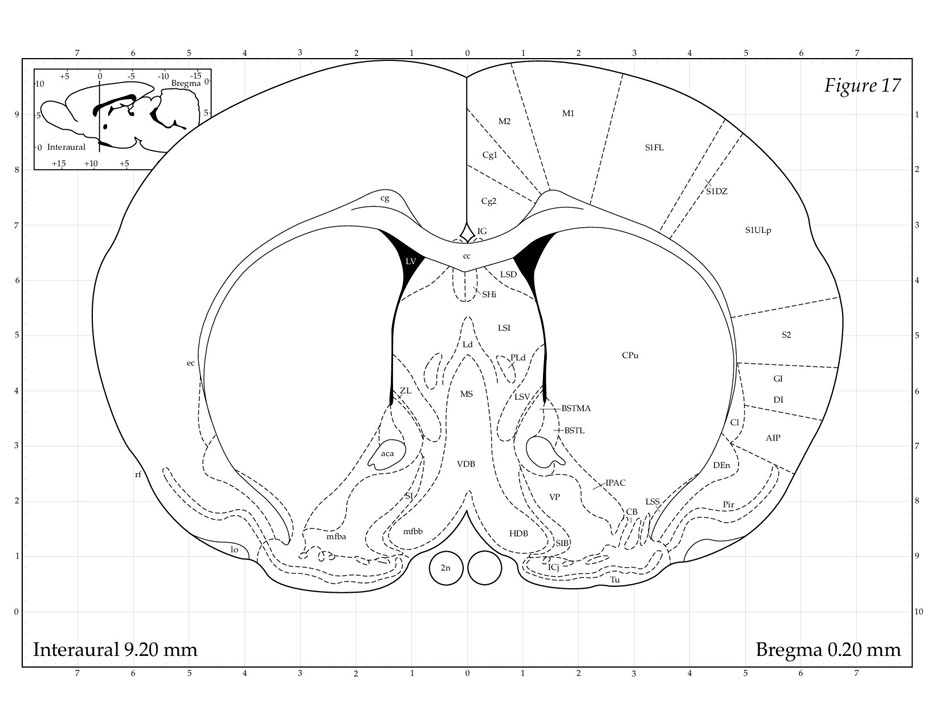 7 6 5 4 3 2 1 0 1 2 3 4 5 6 7
+5 0 -5 -10 -15
Bregma
10 0
5 5
0 Interaural
+15 +10 +5
Figure 17
9 1
8 2
7 3
6 4
5 5
4 6
3 7
2 8
1 9
0 10
M2 M1
S1FL
Cg1
S1DZ
cg Cg2
IG S1ULp
cc
LV LSD
SHi
LSI S2
Ld
PLd CPu
ec
GI
ZL MS LSV DI
BSTMA
Cl
BSTL AIP
aca
VDB DEn
rf
IPAC
SI VP
LSS Pir
CB
mfba mfbb HDB SIB
lo
2n ICj
Tu
Interaural 9.20 mm
Bregma 0.20 mm
7 6 5 4 3 2 1 0 1 2 3 4 5 6 7